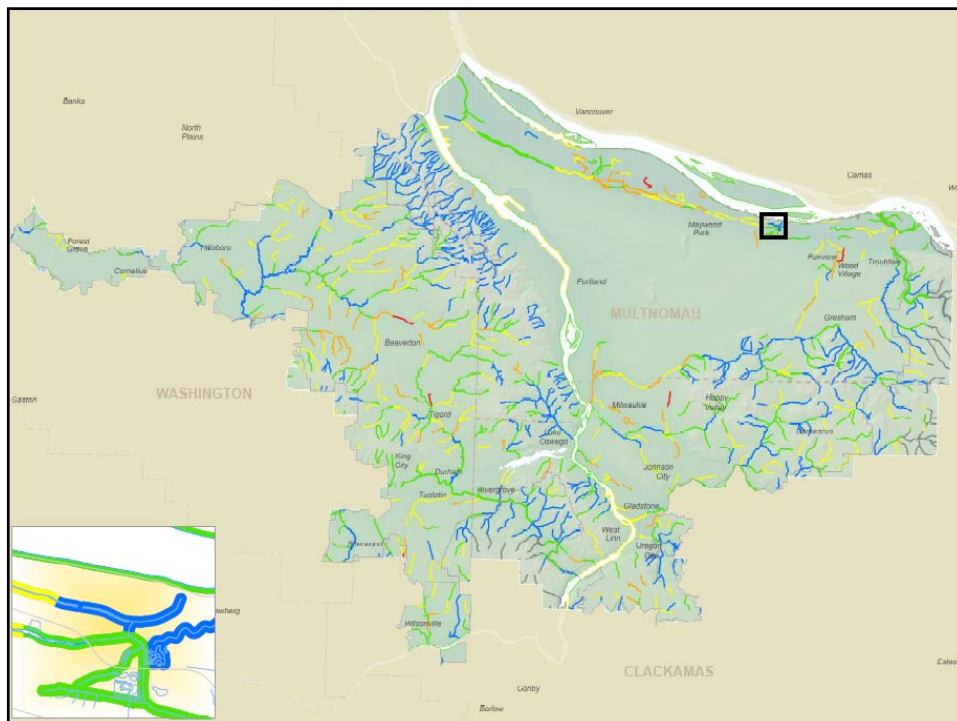 Banks
North
Plains
Vancouver
Camas
Forest
Grove
Hillsboro
Cornelius
Maywood
Park
Fairview
Wood
Village
Troutdale
Portland
MULTNOMAH
Gresham
Beaverton
WASHINGTON
Gaston
Milwaukie
Happy
Valley
Damascus
Tigard
Lake
Oswego
King
City
Durham
Johnson
City
Tualatin
Rivergrove
Gladstone
West
Linn
Oregon
Sherwood
Wilsonville
CLACKAMAS
Canby
Barlow